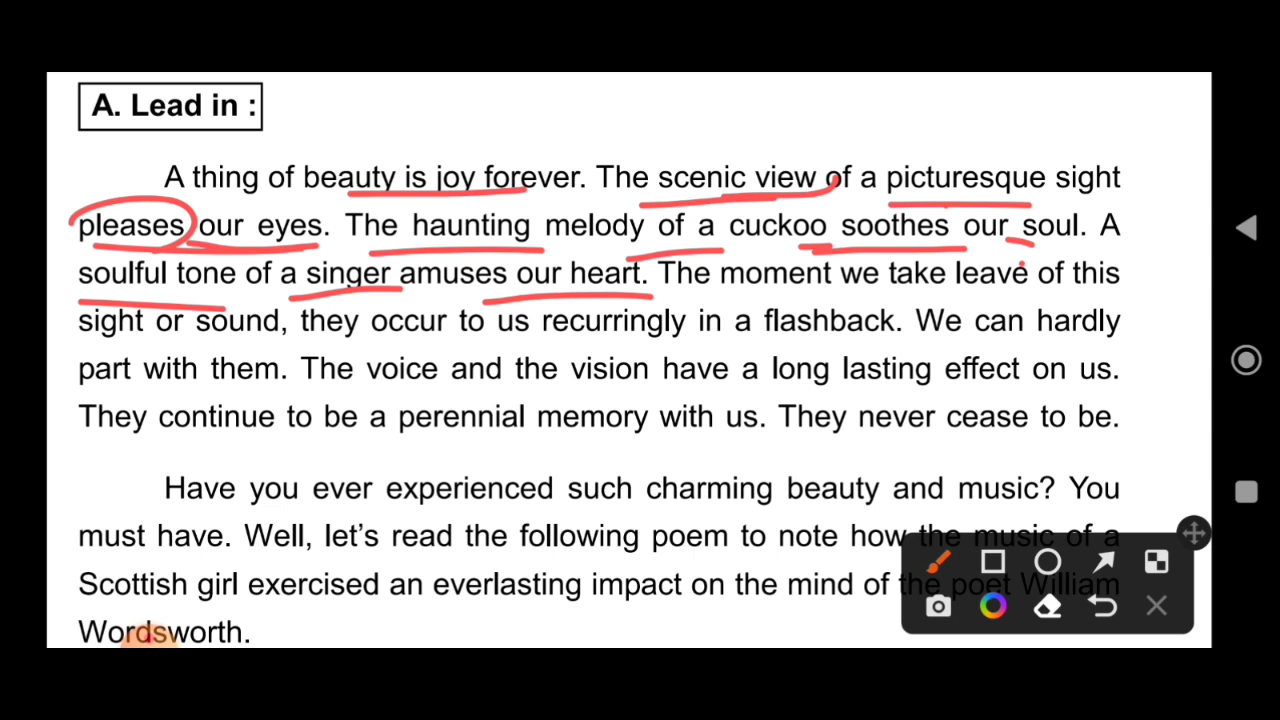 A. Lead in :
A thing of beauty is joy forever. The scenic view of a picturesque sight
pleases our eyes. The haunting melody of a cuckoo soothes our soul. A
soulful tone of a singer amuses our heart. The moment we take leave of this
sight or sound, they occur to us recurringly in a flashback. We can hardly
part with them. The voice and the vision have a long lasting effect on us.
They continue to be a perennial memory with us. They never cease to be.
Have you ever experienced such charming beauty and music? You
must have. Well, let’s read the following poem to note how the music of a
Scottish girl exercised an everlasting impact on the mind of the poet William
Wordsworth.